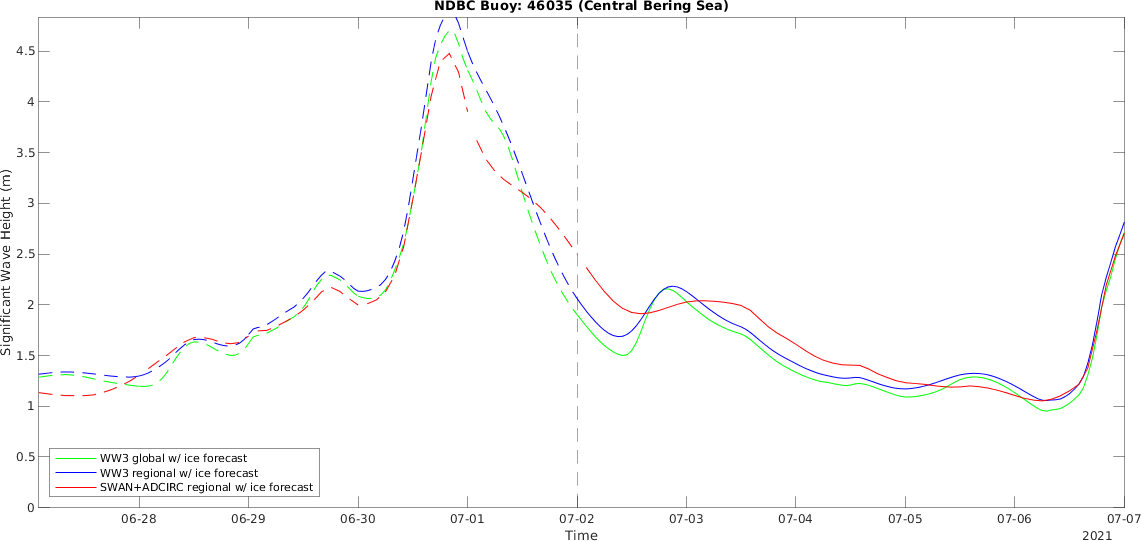 NDBC Buoy: 46035 (Central Bering Sea)
Significant Wave Height (m)
4.5
4
3.5
3
2.5
2
1.5
1
0.5
0
WW3 global w/ ice forecast
WW3 regional w/ ice forecast
SWAN+ADCIRC regional w/ ice forecast
06-28 06-29 06-30 07-01 07-02 07-03 07-04 07-05 07-06 07-07
Time
2021